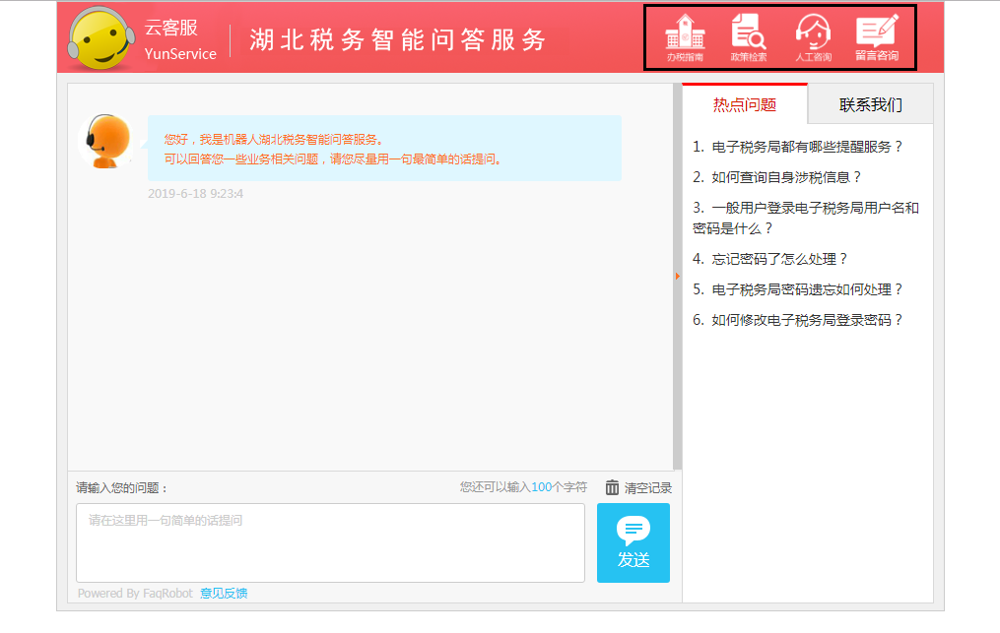 云客服
YunService
湖北税务智能问答服务
办税指南
政策检索
人工咨询
留言咨询
您好，我是机器人湖北税务智能问答服务。
可以回答您一些业务相关问题，请您尽量用一句最简单的话提问。
2019-6-18 9:23:4
热点问题
联系我们
1. 电子税务局都有哪些提醒服务？
2. 如何查询自身涉税信息？
3. 一般用户登录电子税务局用户名和
密码是什么？
4. 忘记密码了怎么处理？
5. 电子税务局密码遗忘如何处理？
6. 如何修改电子税务局登录密码？
请输入您的问题：
您还可以输入100个字符
清空记录
请在这里用一句简单的话提问
发送
Powered By FaqRobot 意见反馈